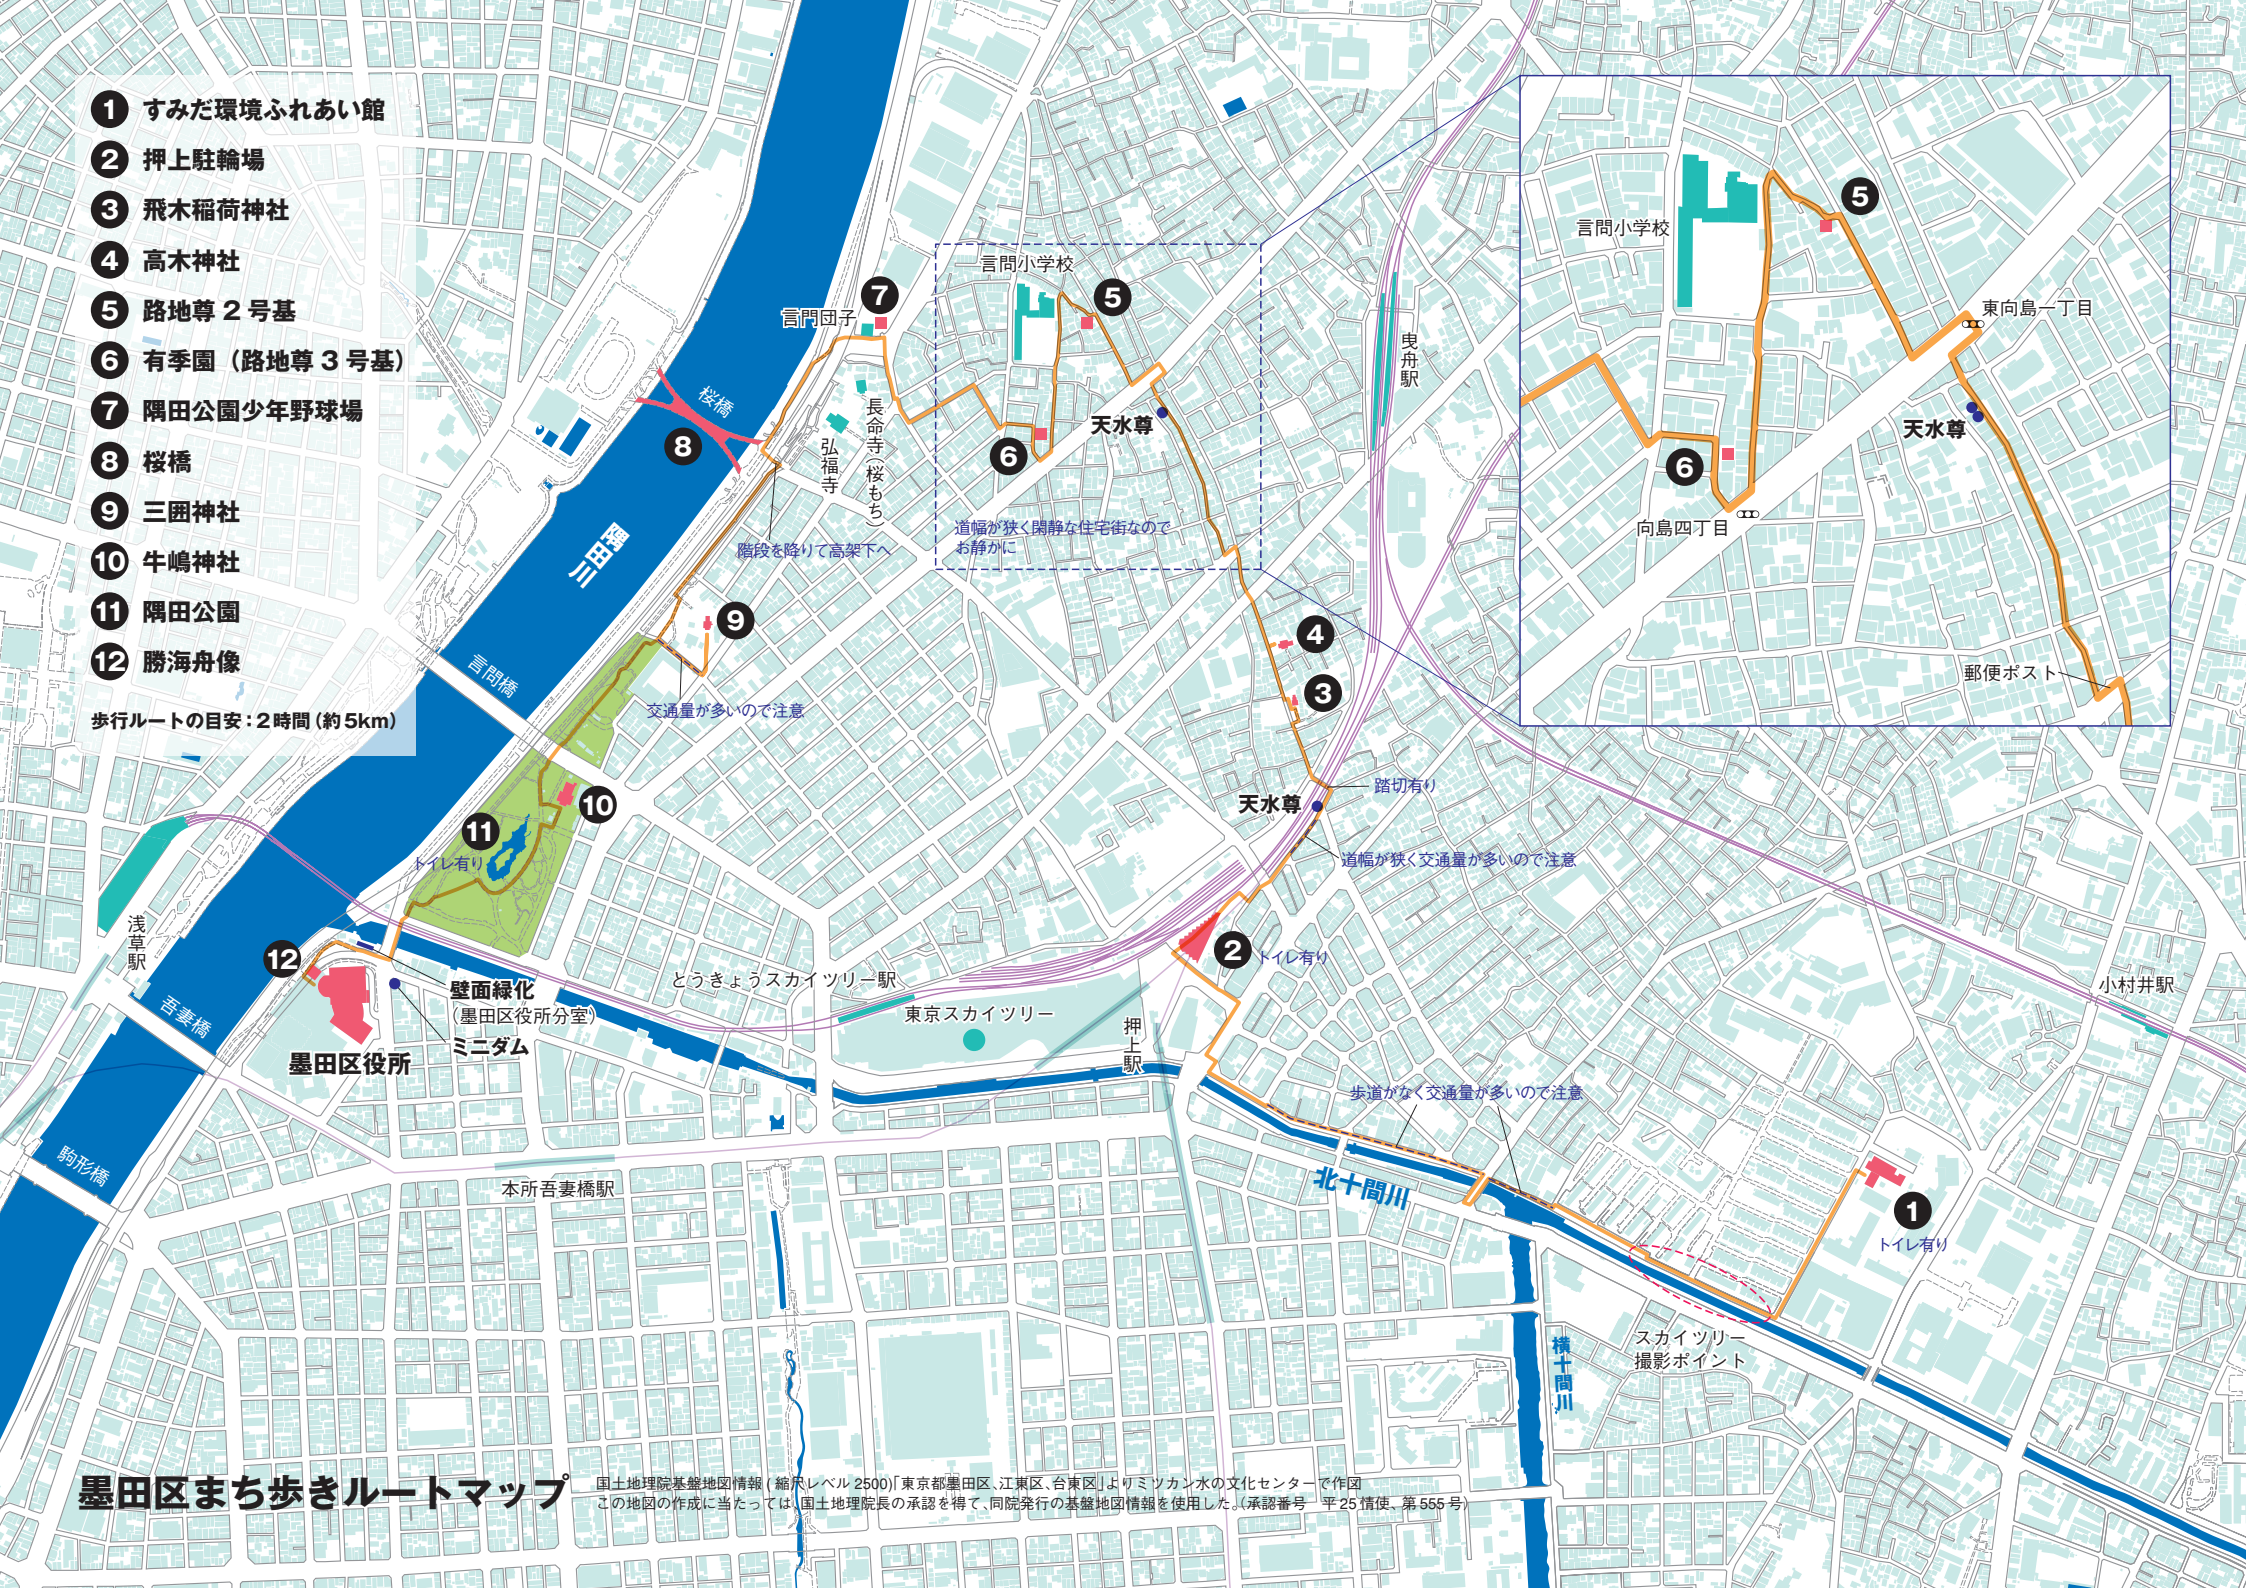 1 すみだ環境ふれあい館
2 押上駐輪場
3 飛木稲荷神社
4 高木神社
5 路地尊 2 号基
6 有季園（路地尊 3 号基）
7 隅田公園少年野球場
8 桜橋
9 三囲神社
10 牛嶋神社
11 隅田公園
12 勝海舟像
歩行ルートの目安：2時間（約5km）
言問小学校
5
7
言問団子
桜橋
8
長命寺（桜もち）
弘福寺
6
天水尊
曳舟駅
道幅が狭く閑静な住宅街なので
お静かに
階段を降りて高架下へ
隅田川
9
交通量が多いので注意
言問橋
4
3
踏切有り
天水尊
道幅が狭く交通量が多いので注意
10
11
トイレ有り
2
トイレ有り
浅草駅
12
壁面緑化
（墨田区役所分室）
ミニダム
墨田区役所
吾妻橋
駒形橋
とうきょうスカイツリー駅
東京スカイツリー
押上駅
本所吾妻橋駅
小村井駅
歩道がなく交通量が多いので注意
北十間川
1
トイレ有り
スカイツリー
撮影ポイント
横十間川
言問小学校
5
東向島一丁目
天水尊
6
向島四丁目
郵便ポスト
墨田区まち歩きルートマップ
国土地理院基盤地図情報 ( 縮尺レベル 2500)｢東京都墨田区、江東区、台東区｣よりミツカン水の文化センターで作図
この地図の作成に当たっては、国土地理院長の承認を得て、同院発行の基盤地図情報を使用した。（承認番号　平 25 情使、第 555 号）